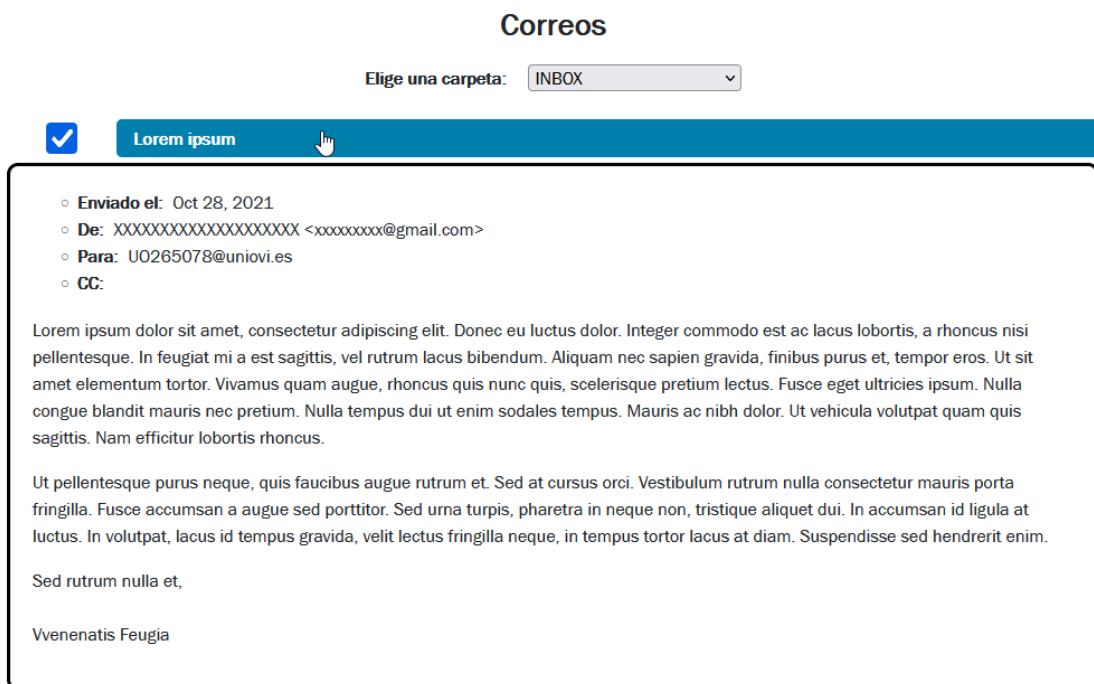 Correos
Elige una carpeta: INBOX
Lorem ipsum
Enviado el: Oct 28, 2021
De: XXXXXXXXXXXXXXXXXXXX <xxxxxxxxx@gmail.com>
Para: UO265078@uniovi.es
CC:
Lorem ipsum dolor sit amet, consectetur adipiscing elit. Donec eu luctus dolor. Integer commodo est ac lacus lobortis, a rhoncus nisi
pellentesque. In feugiat mi a est sagittis, vel rutrum lacus bibendum. Aliquam nec sapien gravida, finibus purus et, tempor eros. Ut sit
amet elementum tortor. Vivamus quam augue, rhoncus quis nunc quis, scelerisque pretium lectus. Fusce eget ultricies ipsum. Nulla
congue blandit mauris nec pretium. Nulla tempus dui ut enim sodales tempus. Mauris ac nibh dolor. Ut vehicula volutpat quam quis
sagittis. Nam efficitur lobortis rhoncus.
Ut pellentesque purus neque, quis faucibus augue rutrum et. Sed at cursus orci. Vestibulum rutrum nulla consectetur mauris porta
fringilla. Fusce accumsan a augue sed porttitor. Sed urna turpis, pharetra in neque non, tristique aliquet dui. In accumsan id ligula at
luctus. In volutpat, lacus id tempus gravida, velit lectus fringilla neque, in tempus tortor lacus at diam. Suspendisse sed hendrerit enim.
Sed rutrum nulla et,
Vvenenatis Feugia